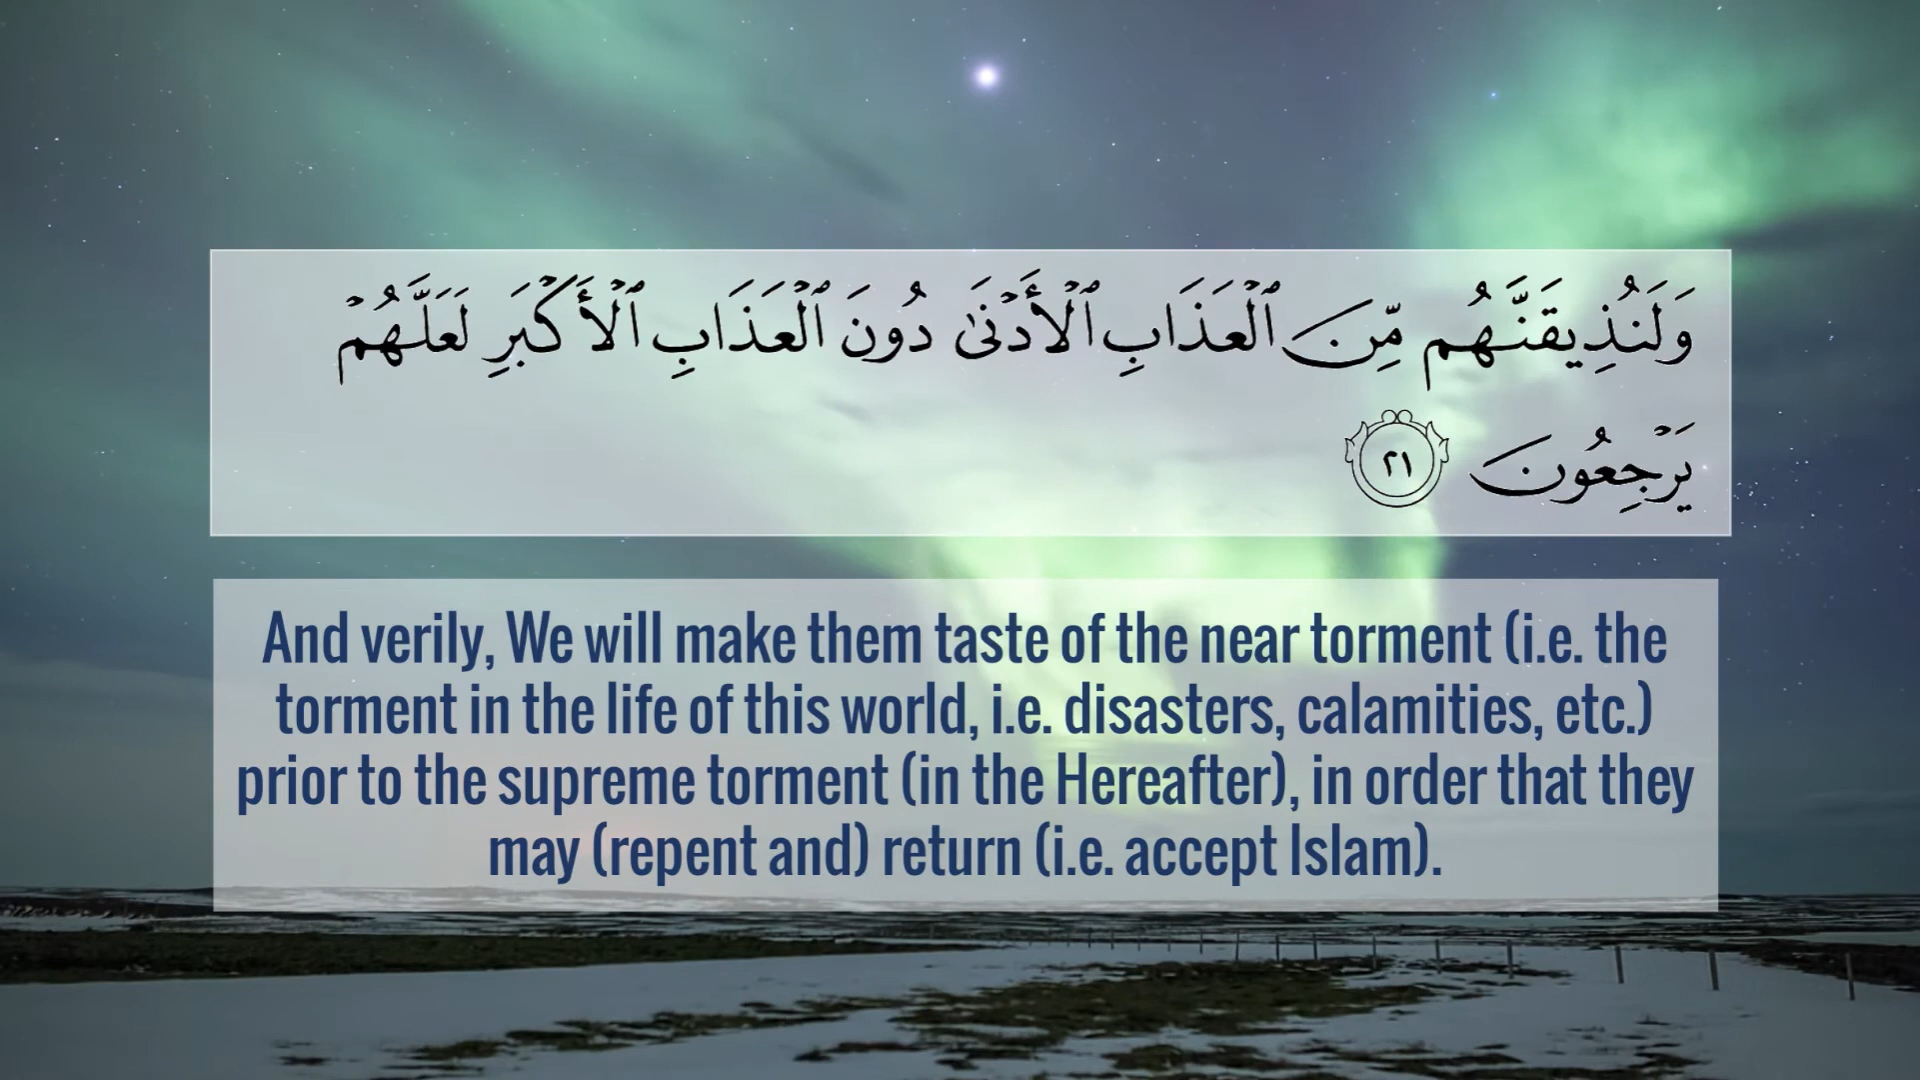 وَلَنُذِيقَنَّهُم مِّنَ ٱلۡعَذَابِ ٱلۡأَدۡنَىٰ دُونَ ٱلۡعَذَابِ ٱلۡأَكۡبَرِ لَعَلَّهُمۡ
يَرۡجِعُونَ ٢١
And verily, We will make them taste of the near torment (i.e. the
torment in the life of this world, i.e. disasters, calamities, etc.)
prior to the supreme torment (in the Hereafter), in order that they
may (repent and) return (i.e. accept Islam).